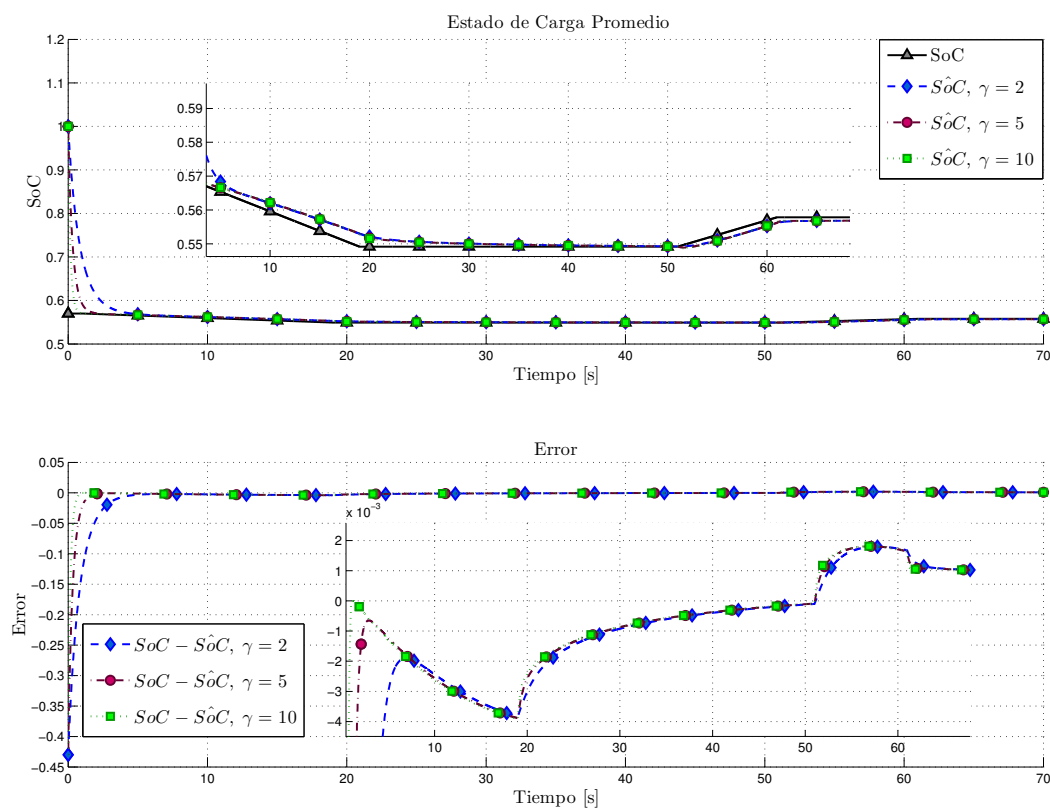 Estado de Carga Promedio
1.2
1.1
1
0.9
0.8
0.7
0.6
0.5
SoC
0.59
0.58
0.57
0.56
0.55
10 20 30 40 50 60
SoC
SôC, γ = 2
SôC, γ = 5
SôC, γ = 10
0 10 20 30 40 50 60 70
Tiempo [s]
Error
0.05
0
−0.05
−0.1
−0.15
−0.2
−0.25
−0.3
−0.35
−0.4
−0.45
Error
x 10⁻³
2
1
0
−1
−2
−3
−4
10 20 30 40 50 60
SoC − SôC, γ = 2
SoC − SôC, γ = 5
SoC − SôC, γ = 10
0 10 20 30 40 50 60 70
Tiempo [s]